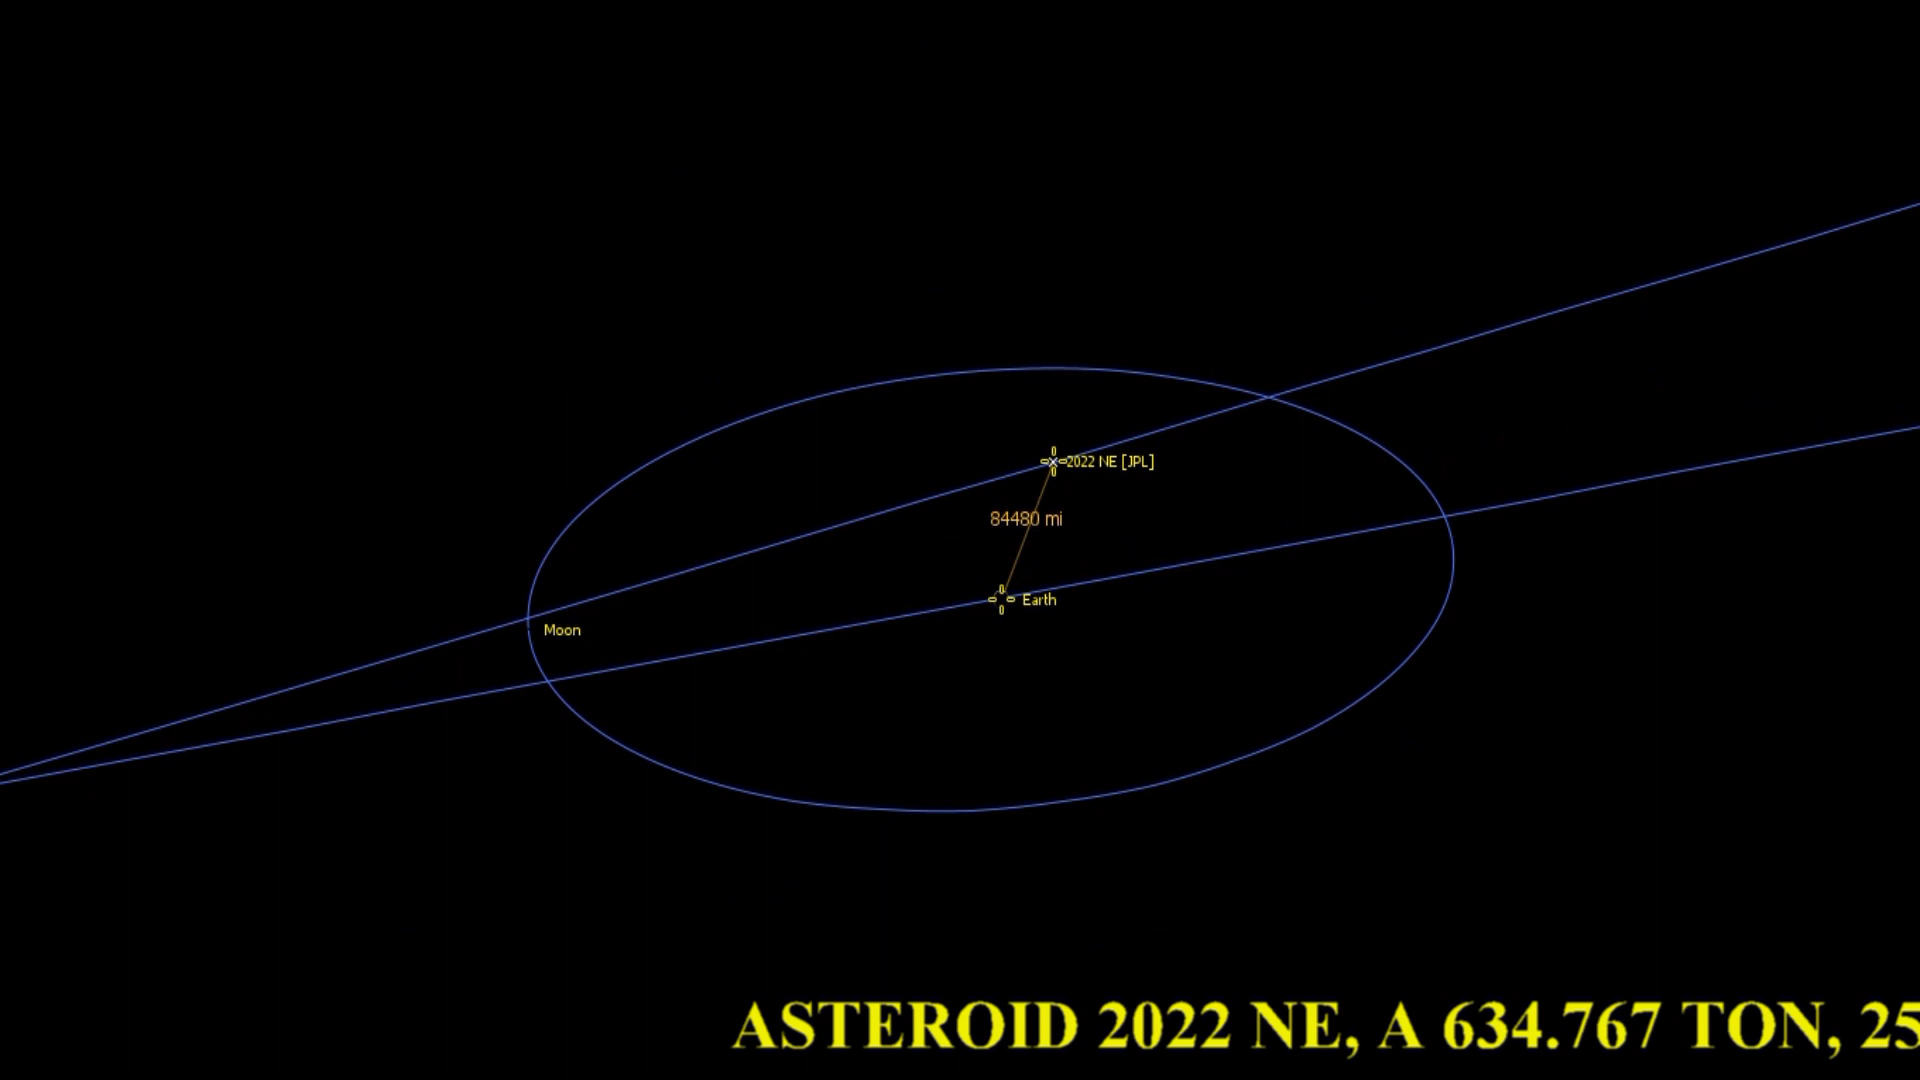 2022 NE [JPL]
84480 mi
Earth
Moon
ASTEROID 2022 NE, A 634.767 TON, 25